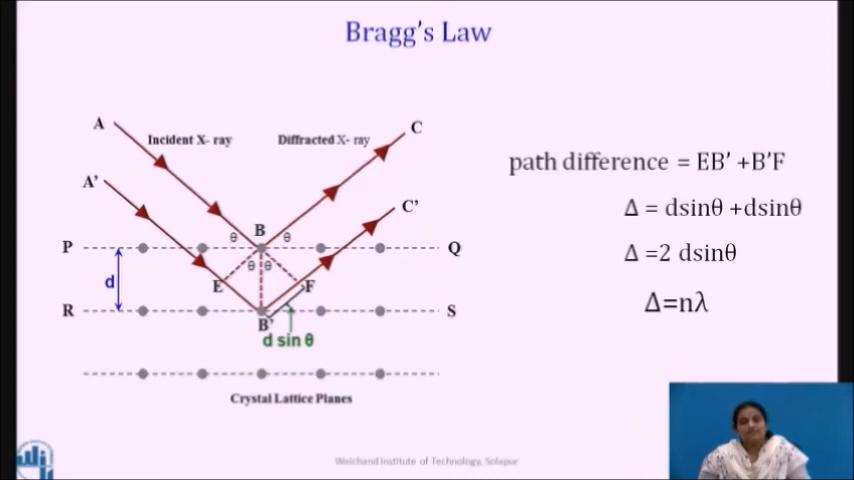 Bragg's Law
A
Incident X- ray
Diffracted X- ray
C
A'
C'
path difference = EB' +B'F
Δ = dsinθ +dsinθ
Δ =2 dsinθ
Δ=nλ
θ
B
θ
P
Q
d
θ
θ
E
F
R
S
B'
d sin θ
Crystal Lattice Planes
Walchand Institute of Technology, Solapur